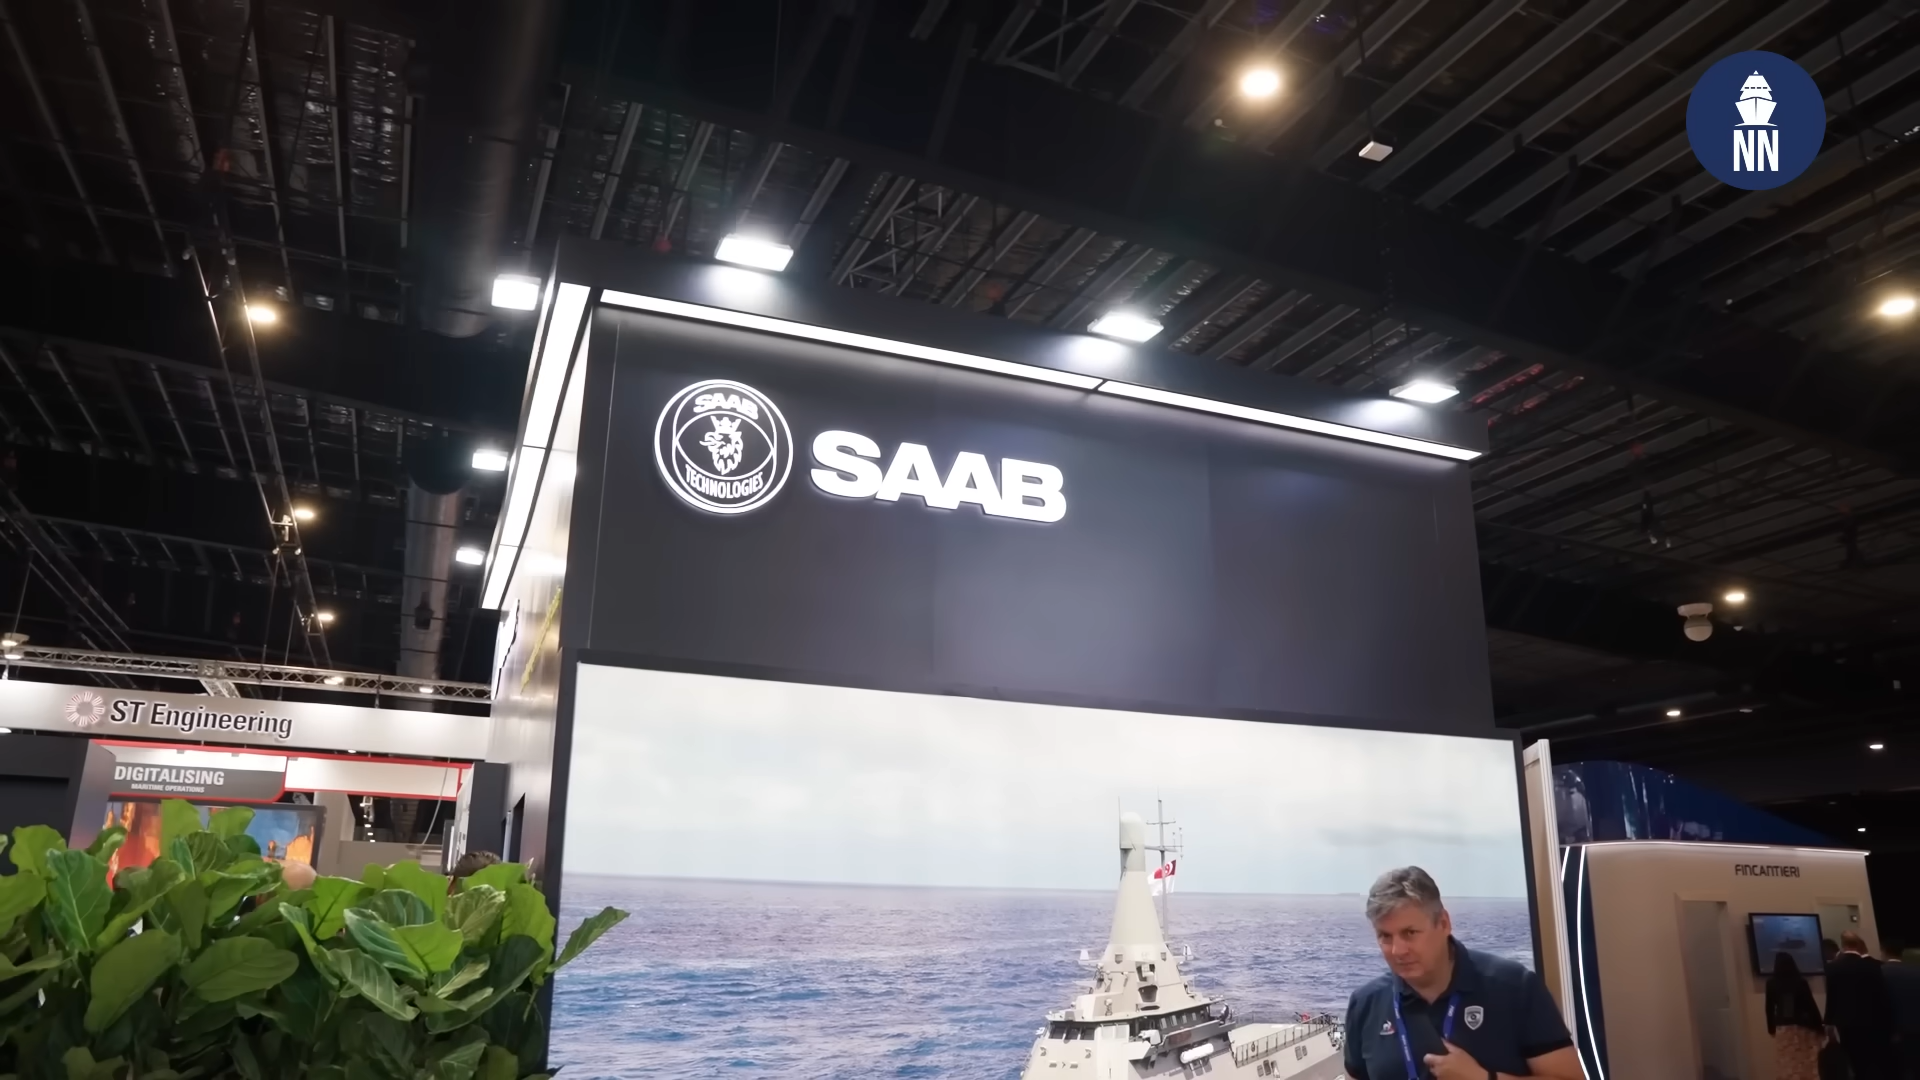 NN
SAAB
TECHNOLOGIES
SAAB
ST Engineering
DIGITALISING
MARITIME OPERATIONS
FINCANTIERI